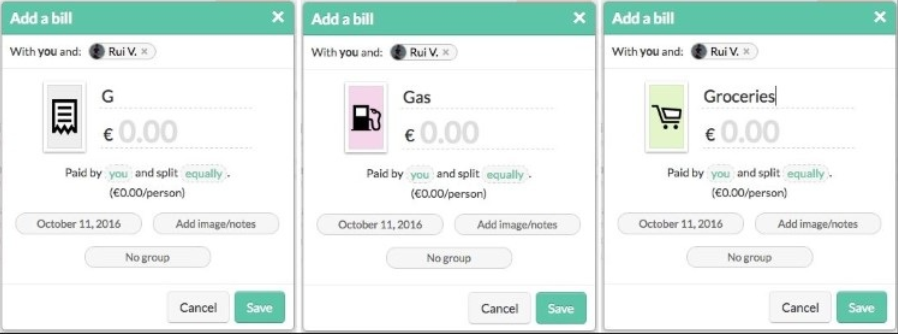 Add a bill ×
With you and: Rui V. ×
G
€ 0.00
Paid by you and split equally.
(€0.00/person)
October 11, 2016 Add image/notes
No group
Cancel Save
Add a bill ×
With you and: Rui V. ×
Gas
€ 0.00
Paid by you and split equally.
(€0.00/person)
October 11, 2016 Add image/notes
No group
Cancel Save
Add a bill ×
With you and: Rui V. ×
Groceries
€ 0.00
Paid by you and split equally.
(€0.00/person)
October 11, 2016 Add image/notes
No group
Cancel Save